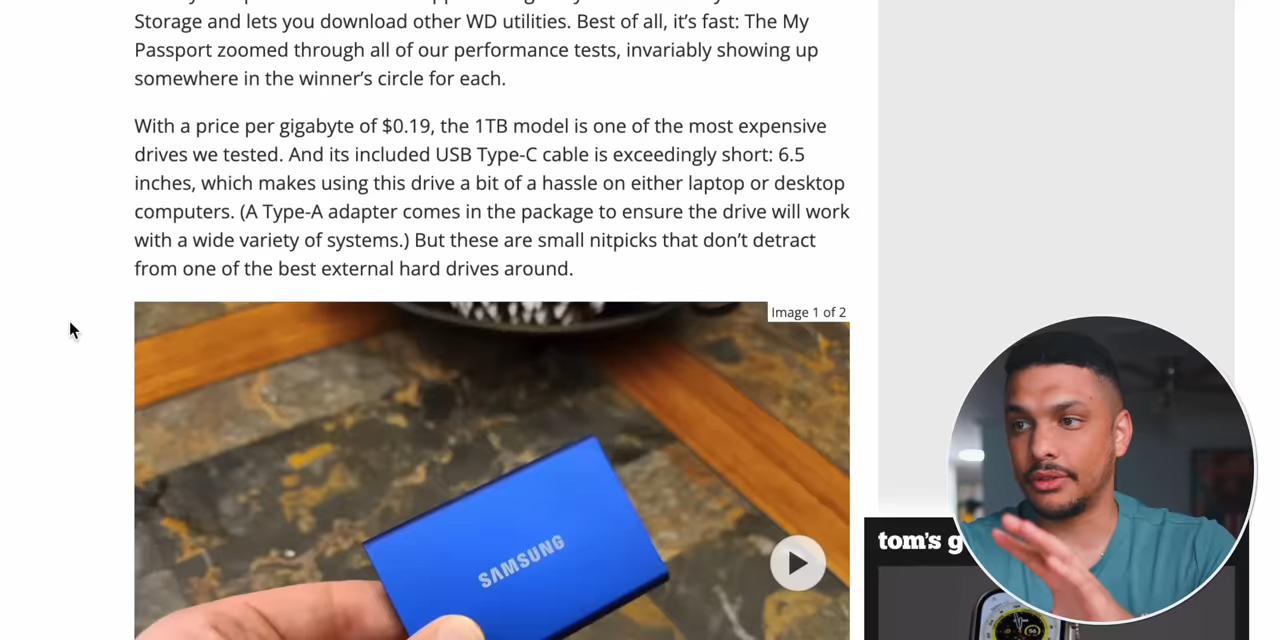 Storage and lets you download other WD utilities. Best of all, it’s fast: The My
Passport zoomed through all of our performance tests, invariably showing up
somewhere in the winner’s circle for each.
With a price per gigabyte of $0.19, the 1TB model is one of the most expensive
drives we tested. And its included USB Type-C cable is exceedingly short: 6.5
inches, which makes using this drive a bit of a hassle on either laptop or desktop
computers. (A Type-A adapter comes in the package to ensure the drive will work
with a wide variety of systems.) But these are small nitpicks that don’t detract
from one of the best external hard drives around.
Image 1 of 2
SAMSUNG
tom’s g